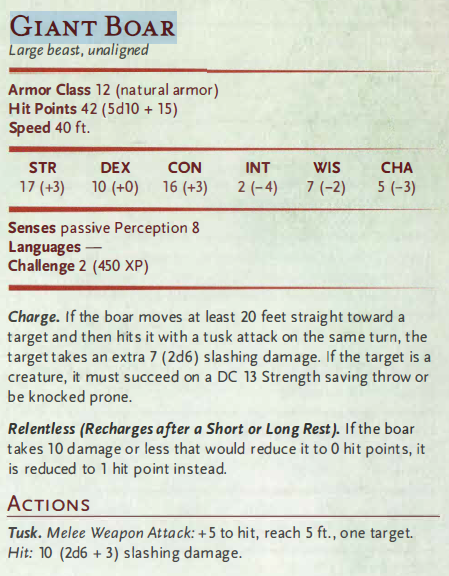 GIANT BOAR
Large beast, unaligned
Armor Class 12 (natural armor)
Hit Points 42 (5d10 + 15)
Speed 40 ft.
STR DEX CON INT WIS CHA
17 (+3) 10 (+0) 16 (+3) 2 (−4) 7 (−2) 5 (−3)
Senses passive Perception 8
Languages —
Challenge 2 (450 XP)
Charge. If the boar moves at least 20 feet straight toward a
target and then hits it with a tusk attack on the same turn, the
target takes an extra 7 (2d6) slashing damage. If the target is a
creature, it must succeed on a DC 13 Strength saving throw or
be knocked prone.
Relentless (Recharges after a Short or Long Rest). If the boar
takes 10 damage or less that would reduce it to 0 hit points, it
is reduced to 1 hit point instead.
ACTIONS
Tusk. Melee Weapon Attack: +5 to hit, reach 5 ft., one target.
Hit: 10 (2d6 + 3) slashing damage.